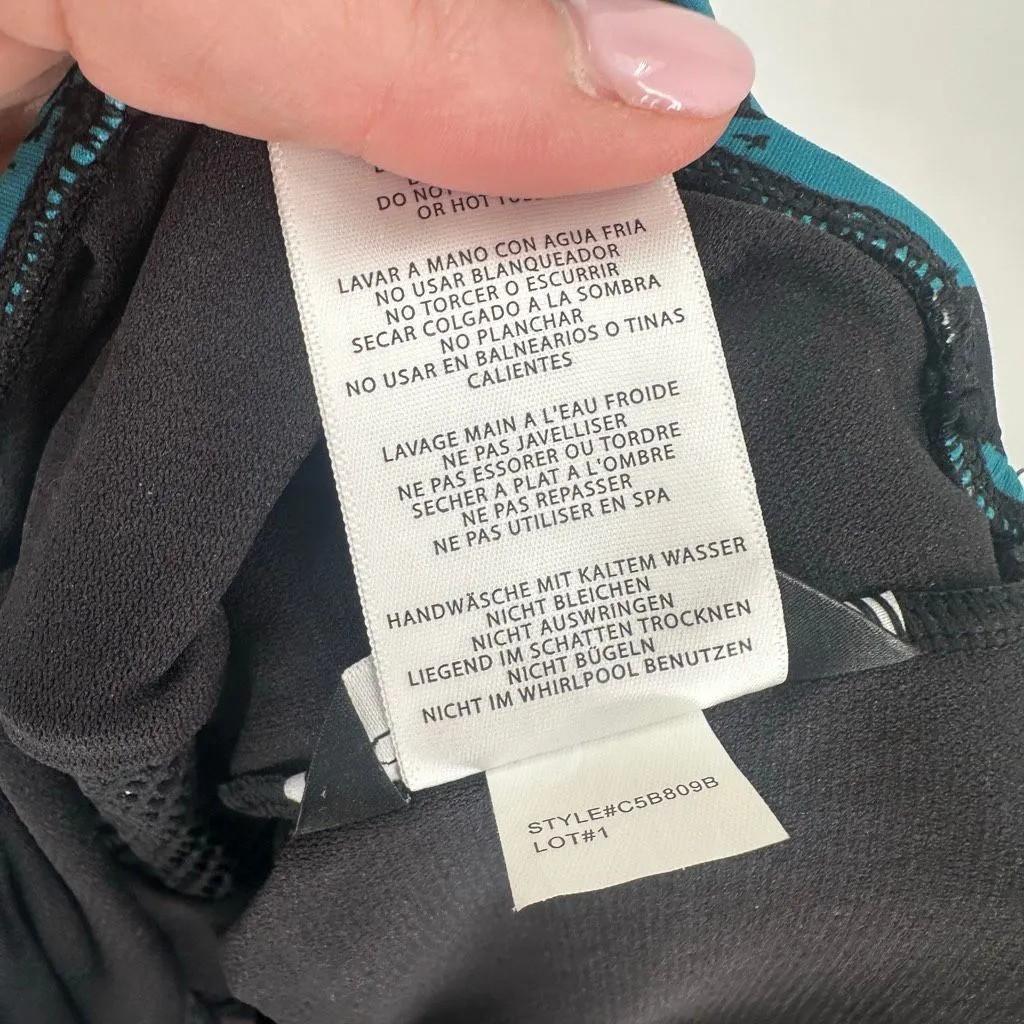 DO NOT
OR HOT
LAVAR A MANO CON AGUA FRIA
NO USAR BLANQUEADOR
NO TORCER O ESCURRIR
SECAR COLGADO A LA SOMBRA
NO PLANCHAR
NO USAR EN BALNEARIOS O TINAS
CALIENTES
LAVAGE MAIN A L'EAU FROIDE
NE PAS JAVELLISER
NE PAS ESSORER OU TORDRE
SECHER A PLAT A L'OMBRE
NE PAS REPASSER
NE PAS UTILISER EN SPA
HANDWÄSCHE MIT KALTEM WASSER
NICHT BLEICHEN
NICHT AUSWRINGEN
LIEGEND IM SCHATTEN TROCKNEN
NICHT BÜGELN
NICHT IM WHIRLPOOL BENUTZEN
STYLE#C5B809B
LOT#1